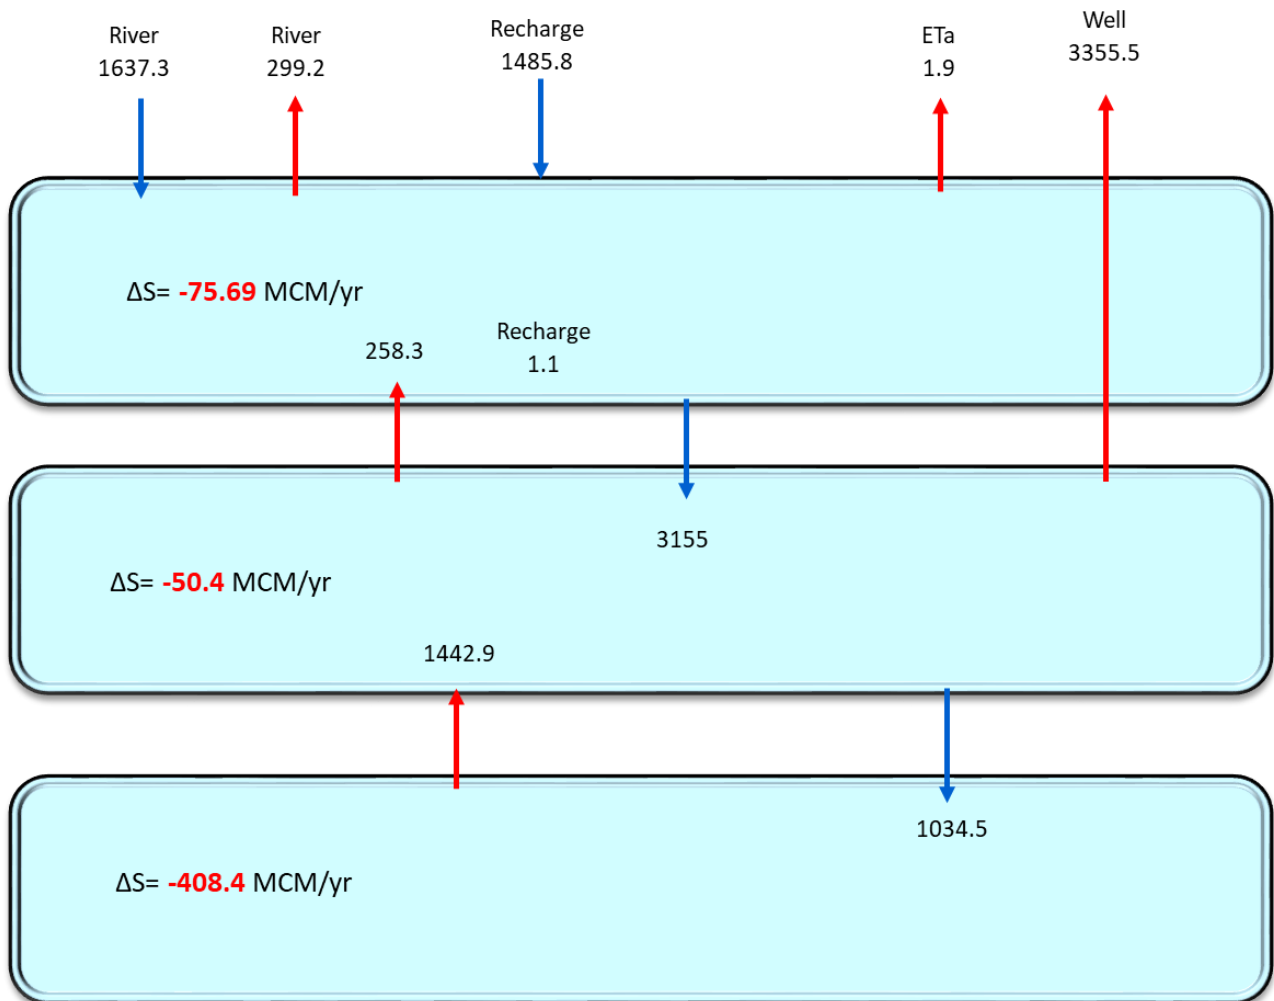 River
1637.3
River
299.2
Recharge
1485.8
ETa
1.9
Well
3355.5
ΔS= -75.69 MCM/yr
258.3
Recharge
1.1
3155
ΔS= -50.4 MCM/yr
1442.9
1034.5
ΔS= -408.4 MCM/yr